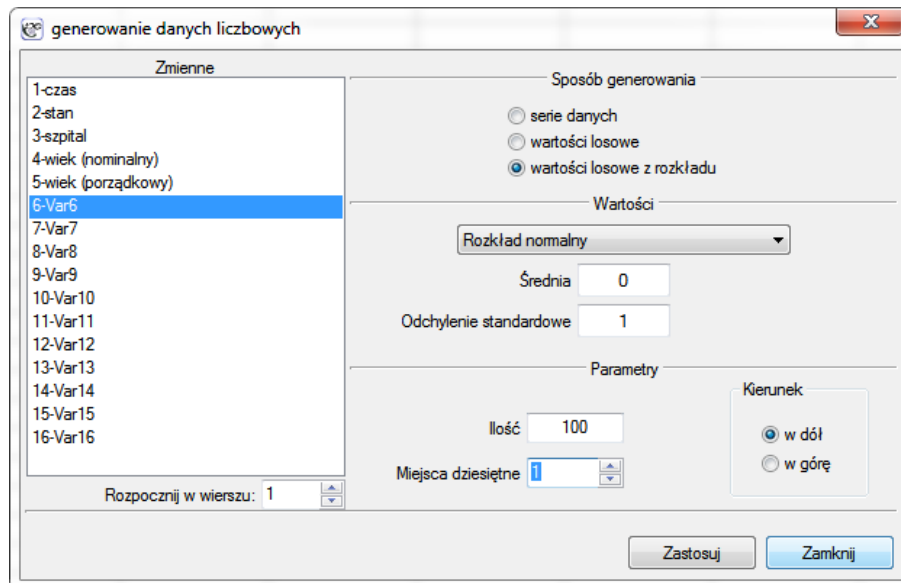 generowanie danych liczbowych
Zmienne
1-czas
2-stan
3-szpital
4-wiek (nominalny)
5-wiek (porządkowy)
6-Var6
7-Var7
8-Var8
9-Var9
10-Var10
11-Var11
12-Var12
13-Var13
14-Var14
15-Var15
16-Var16
Rozpocznij w wierszu: 1
Sposób generowania
serie danych
wartości losowe
wartości losowe z rozkładu
Wartości
Rozkład normalny
Średnia 0
Odchylenie standardowe 1
Parametry
Ilość 100
Miejsca dziesiętne 1
Kierunek
w dół
w górę
Zastosuj
Zamknij